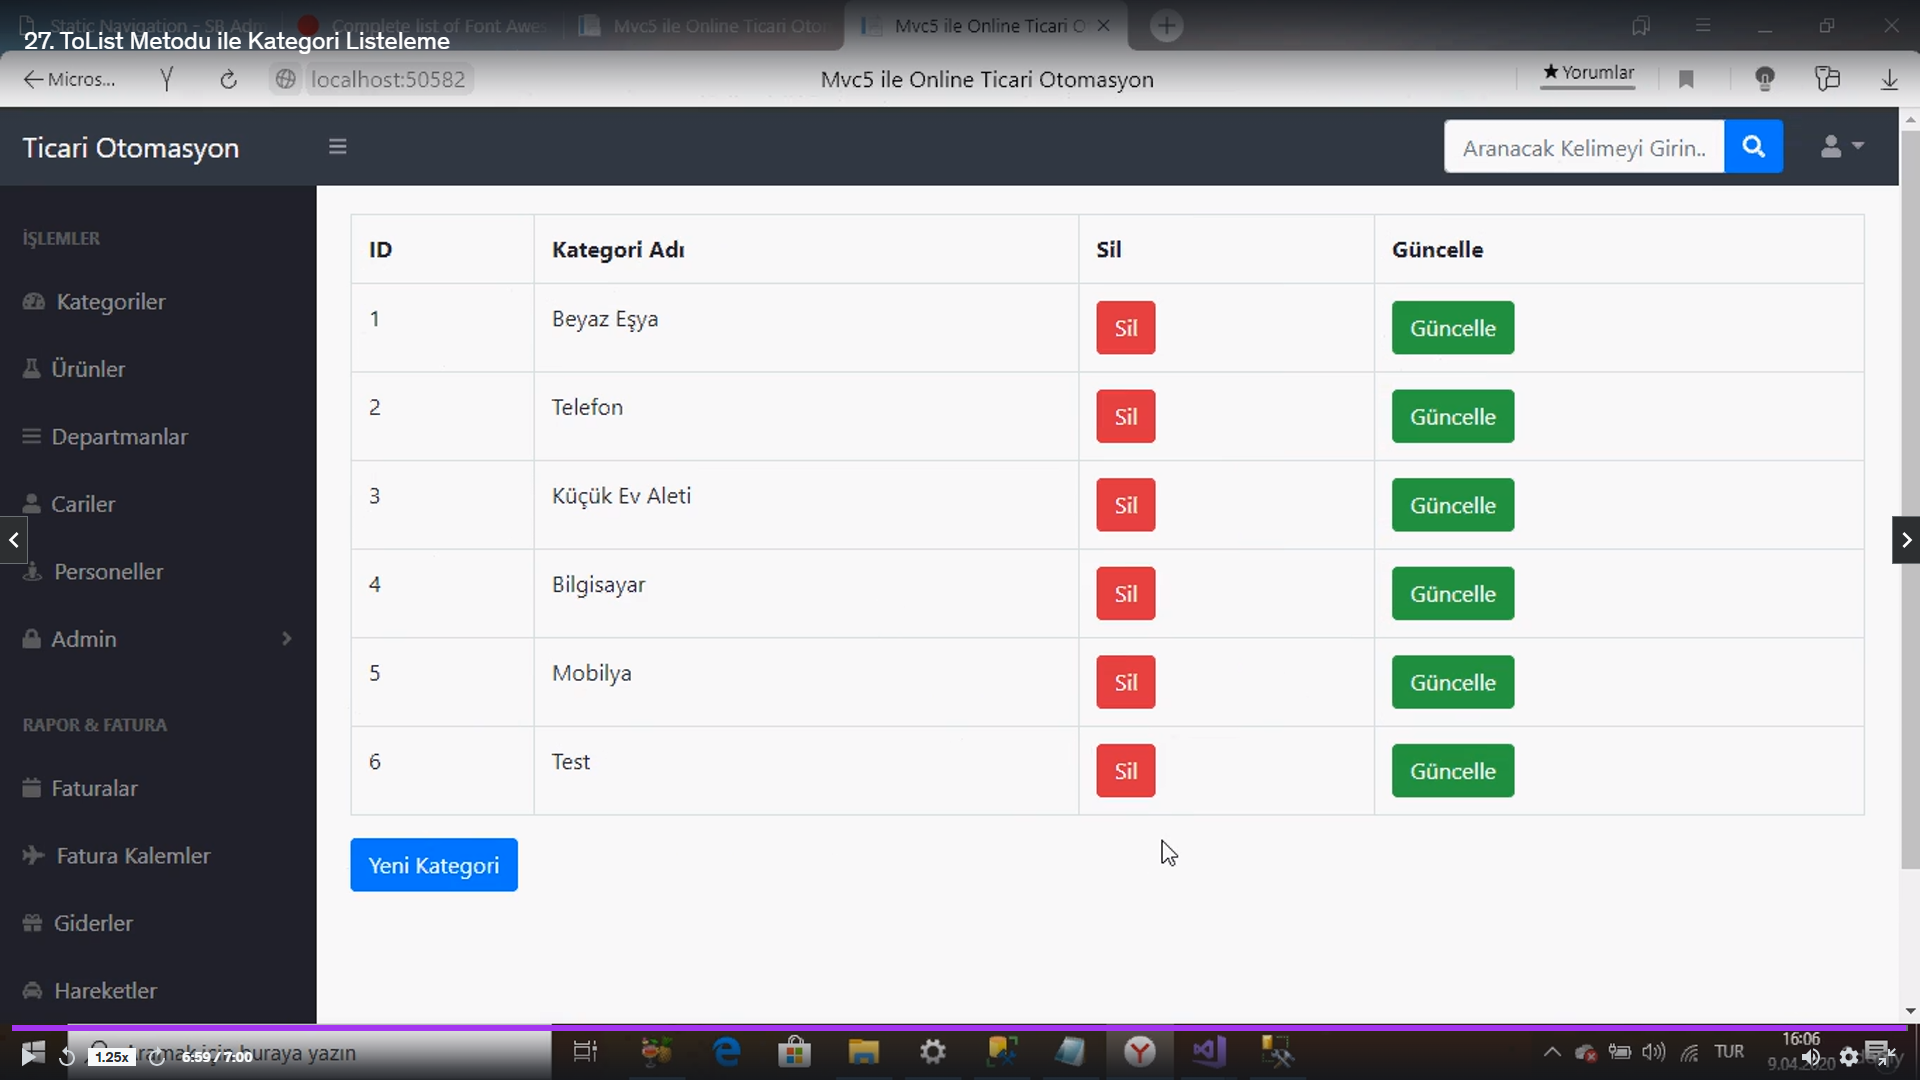 Static Navigation - SB Adm
Complete list of Font Awes
Mvc5 ile Online Ticari Oto
Mvc5 ile Online Ticari O
27. ToList Metodu ile Kategori Listeleme
Micros...
localhost:50582
Mvc5 ile Online Ticari Otomasyon
Yorumlar
Ticari Otomasyon
Aranacak Kelimeyi Girin..
İŞLEMLER
Kategoriler
Ürünler
Departmanlar
Cariler
Personeller
Admin
RAPOR & FATURA
Faturalar
Fatura Kalemler
Giderler
Hareketler
ID Kategori Adı Sil Güncelle
1 Beyaz Eşya Sil Güncelle
2 Telefon Sil Güncelle
3 Küçük Ev Aleti Sil Güncelle
4 Bilgisayar Sil Güncelle
5 Mobilya Sil Güncelle
6 Test Sil Güncelle
Yeni Kategori
1.25x
6:59 / 7:00
buraya yazın
TUR
16:06
9.04.2020